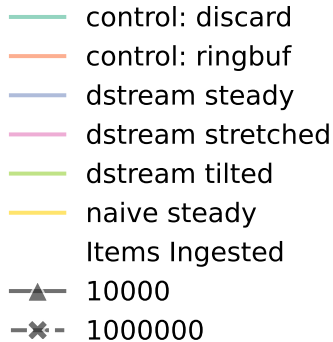 control: discard
control: ringbuf
dstream steady
dstream stretched
dstream tilted
naive steady
Items Ingested
10000
1000000